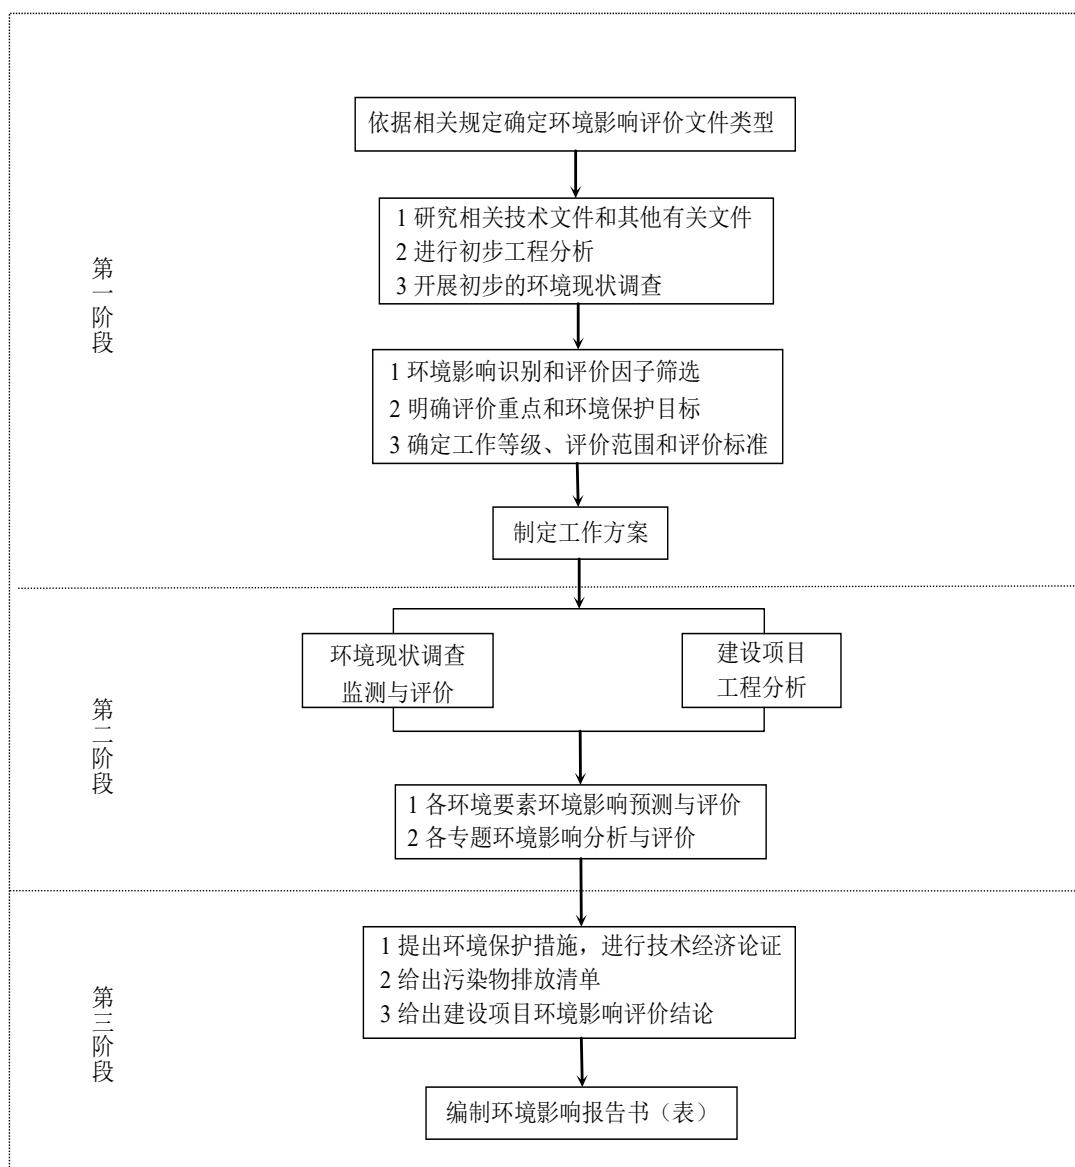 依据相关规定确定环境影响评价文件类型
1 研究相关技术文件和其他有关文件
2 进行初步工程分析
3 开展初步的环境现状调查
第一阶段
1 环境影响识别和评价因子筛选
2 明确评价重点和环境保护目标
3 确定工作等级、评价范围和评价标准
制定工作方案
环境现状调查
监测与评价
建设项目
工程分析
第二阶段
1 各环境要素环境影响预测与评价
2 各专题环境影响分析与评价
1 提出环境保护措施，进行技术经济论证
2 给出污染物排放清单
3 给出建设项目环境影响评价结论
第三阶段
编制环境影响报告书（表）